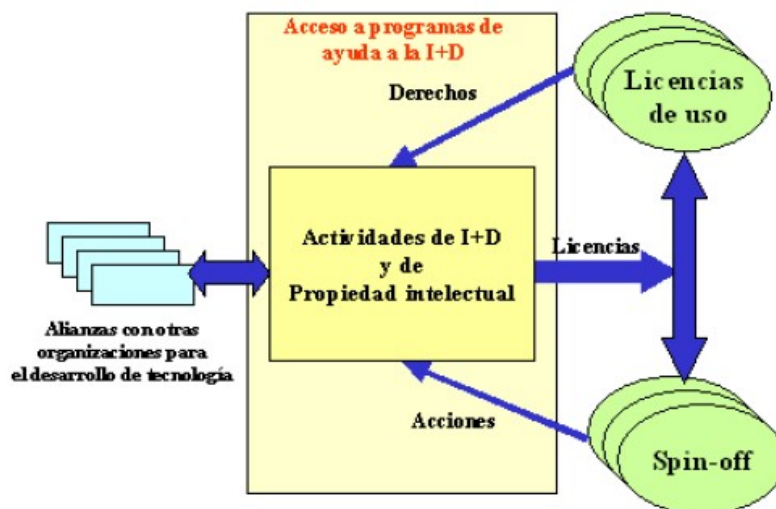 Acceso a programas de
ayuda a la I+D
Derechos
Licencias
de uso
Actividades de I+D
y de
Propiedad intelectual
Licencias
Alianzas con otras
organizaciones para
el desarrollo de tecnología
Acciones
Spin-off